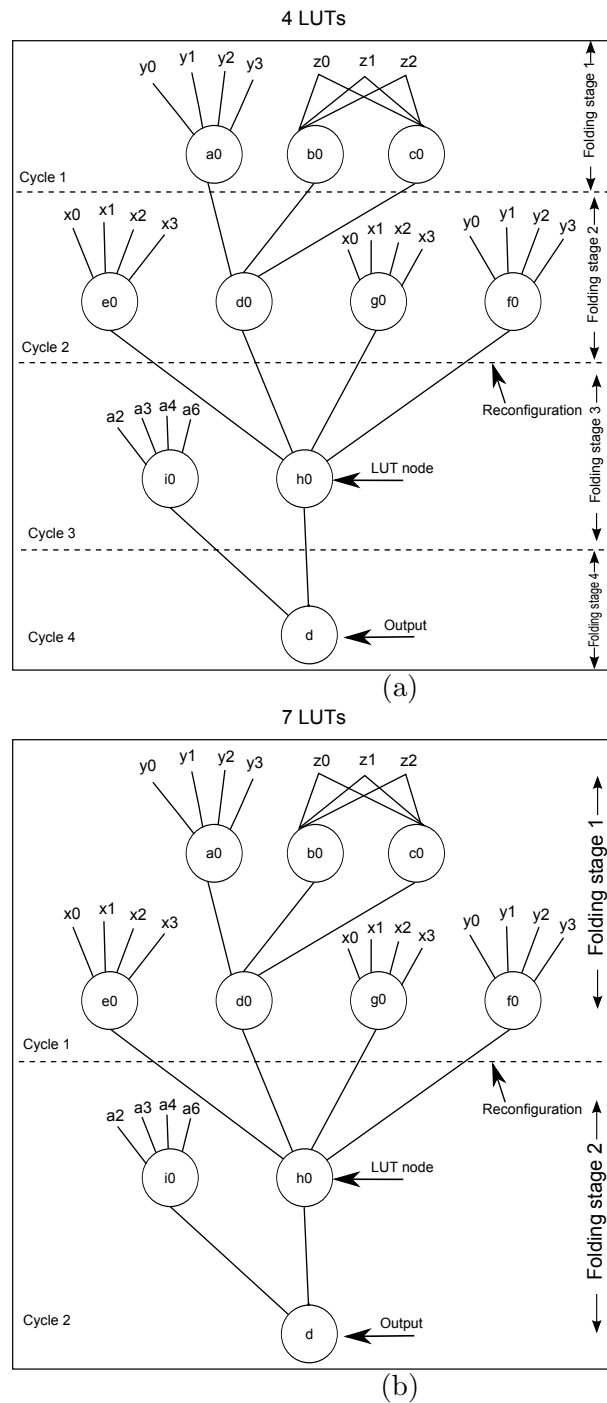 4 LUTs
y0 y1 y2 y3
z0 z1 z2
a0 b0 c0
Folding stage 1
Cycle 1
x0 x1 x2 x3
x0 x1 x2 x3
y0 y1 y2 y3
e0 d0 g0 f0
Folding stage 2
Cycle 2
Reconfiguration
a2 a3 a4 a6
i0 h0
LUT node
Folding stage 3
Cycle 3
d
Output
Cycle 4
Folding stage 4
(a)
7 LUTs
y0 y1 y2 y3
z0 z1 z2
a0 b0 c0
Folding stage 1
x0 x1 x2 x3
x0 x1 x2 x3
y0 y1 y2 y3
e0 d0 g0 f0
Cycle 1
Reconfiguration
a2 a3 a4 a6
i0 h0
LUT node
Folding stage 2
d
Output
Cycle 2
(b)